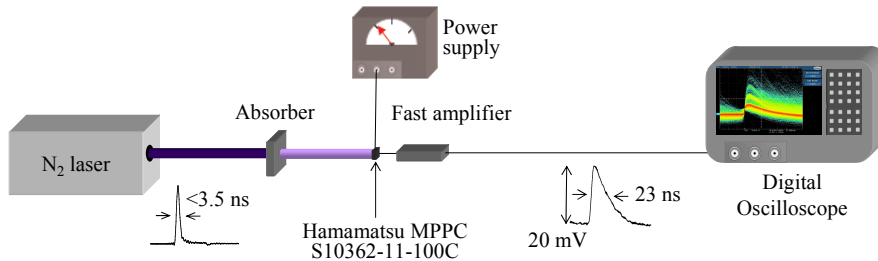 Power
supply
Absorber
Fast amplifier
N₂ laser
<3.5 ns
Hamamatsu MPPC
S10362-11-100C
23 ns
20 mV
Digital
Oscilloscope